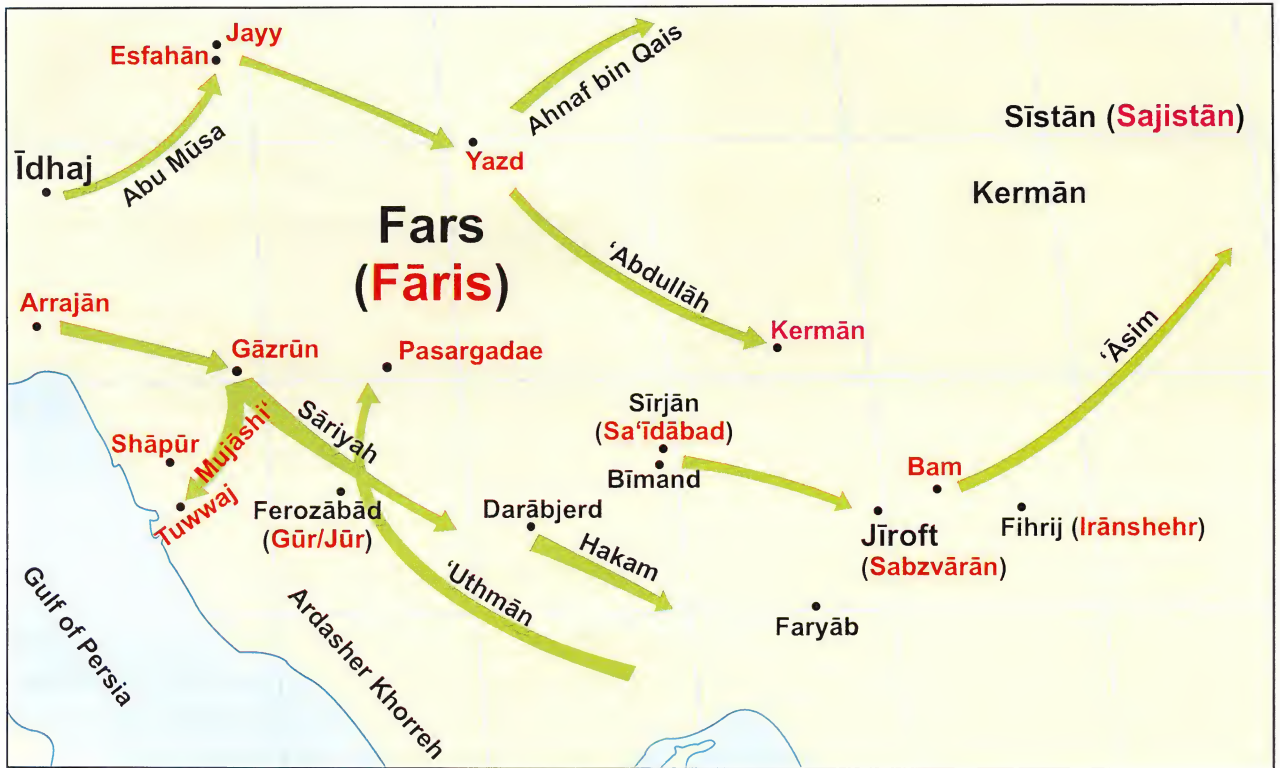 Jayy
Esfahān
Ahnaf bin Qais
Sīstān (Sajistān)
Īdhaj
Abu Mūsa
Yazd
Kermān
Fars
(Fāris)
‘Abdullāh
Arrajān
Gāzrūn
Pasargadae
Kermān
‘Āsim
Sāriyah
Mujāshi‘
Shāpūr
Tuwwaj
Sīrjān
(Sa‘īdābad)
Bīmand
Bam
Ferozābād
(Gūr/Jūr)
Darābjerd
Hakam
Jīroft
(Sabzvārān)
Fihrij (Irānshehr)
‘Uthmān
Faryāb
Gulf of Persia
Ardasher Khorreh